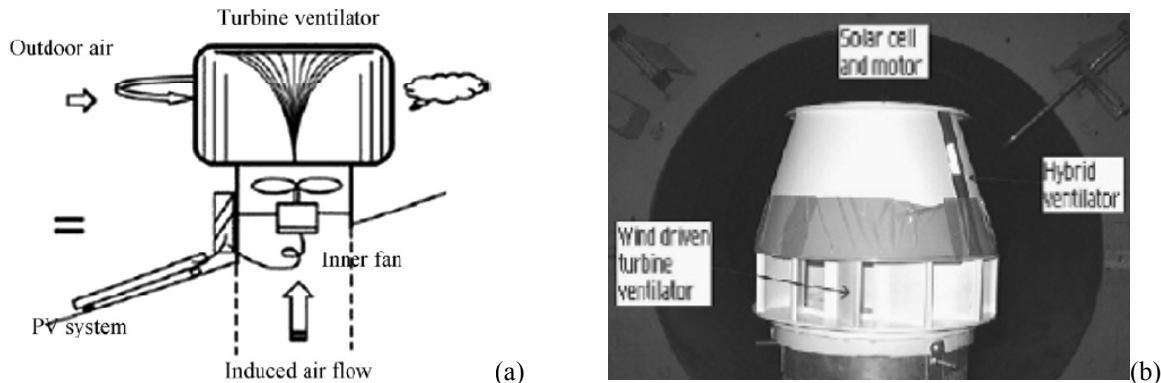 Turbine ventilator
Outdoor air
=
Inner fan
PV system
Induced air flow
(a)
Solar cell
and motor
Hybrid
ventilator
Wind driven
turbine
ventilator
(b)